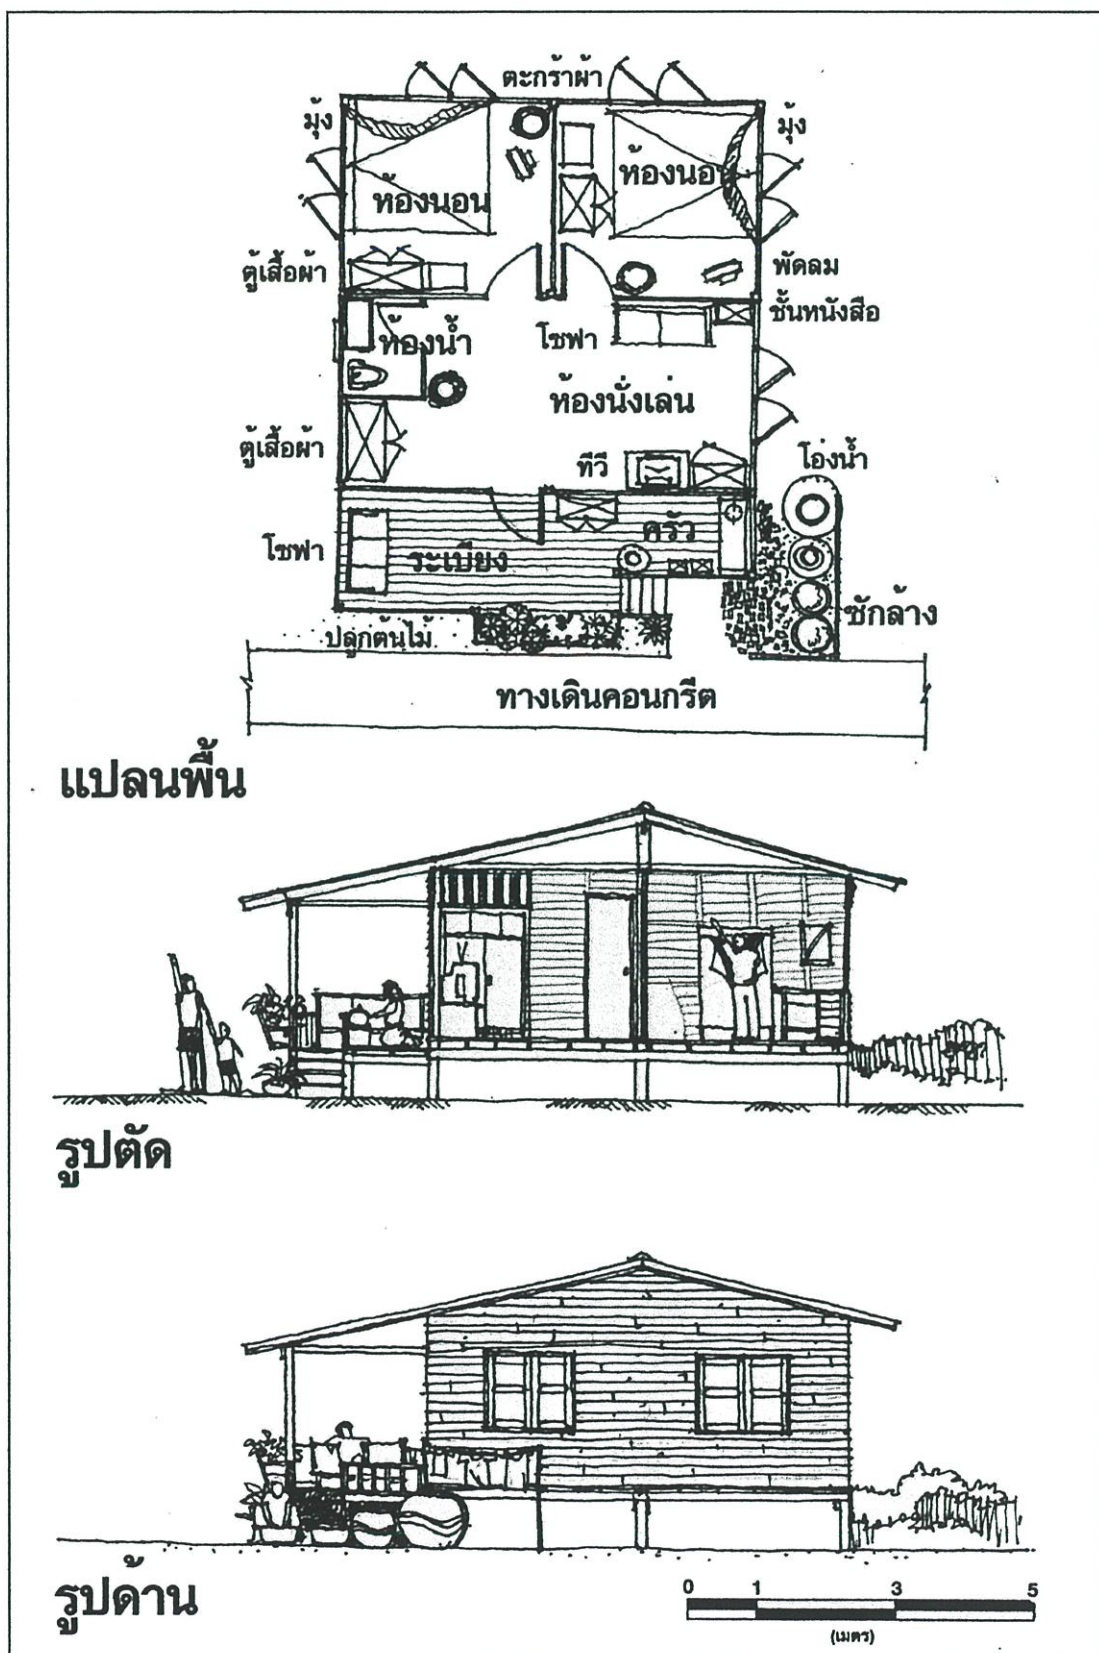 ตะกร้าผ้า
มุ้ง
มุ้ง
ห้องนอน
ห้องนอน
ตู้เสื้อผ้า
พัดลม
ชั้นหนังสือ
ห้องน้ำ
โซฟา
ห้องนั่งเล่น
ตู้เสื้อผ้า
ทีวี
โอ่งน้ำ
โซฟา
ระเบียง
ครัว
ซักล้าง
ปลูกต้นไม้
ทางเดินคอนกรีต
แปลนพื้น
รูปตัด
รูปด้าน
0 1 3 5
(เมตร)